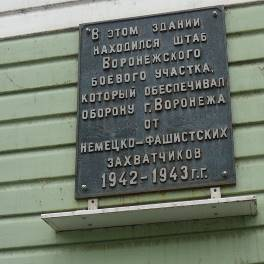 В ЭТОМ ЗДАНИИ
НАХОДИЛСЯ ШТАБ
ВОРОНЕЖСКОГО
БОЕВОГО УЧАСТКА,
КОТОРЫЙ ОБЕСПЕЧИВАЛ
ОБОРОНУ Г. ВОРОНЕЖА
ОТ
НЕМЕЦКО-ФАШИСТСКИХ
ЗАХВАТЧИКОВ
1942-1943 г.г.